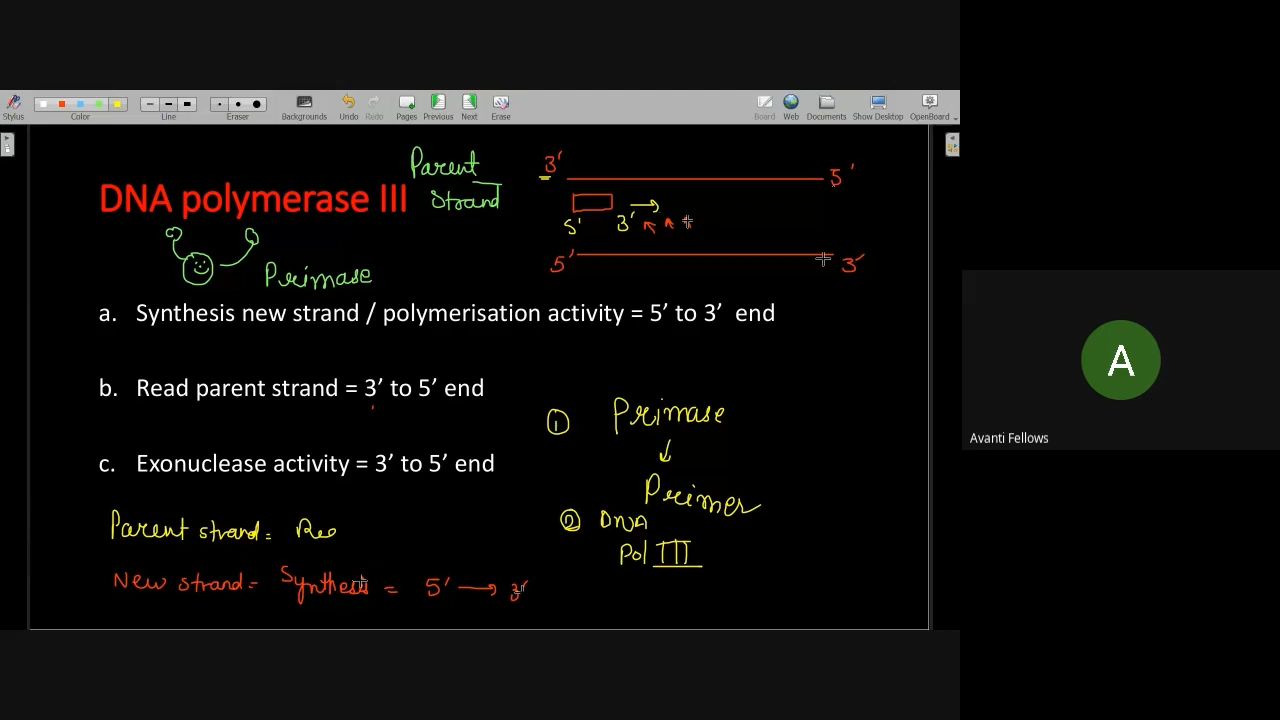 Stylus
Color
Line
Eraser
Backgrounds
Undo
Redo
Pages
Previous
Next
Erase
Board
Web
Documents
Show Desktop
OpenBoard
DNA polymerase III
Parent
Strand
3′ 5′
5′ 3′
5′ 3′
Primase
a. Synthesis new strand / polymerisation activity = 5’ to 3’ end
b. Read parent strand = 3’ to 5’ end
c. Exonuclease activity = 3’ to 5’ end
① Primase
↓
Primer
② DNA
Pol III
Parent strand = Rea
New strand = Synthesis = 5′ → 3′
A
Avanti Fellows